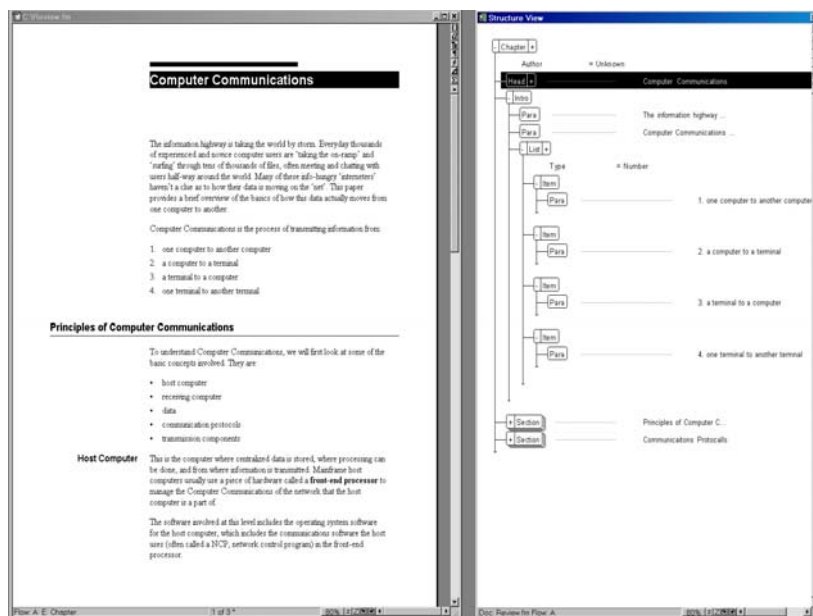 C:\Review.fm
Computer Communications
The information highway is taking the world by storm. Everyday thousands
of experienced and novice computer users are 'taking the on-ramp' and
'surfing' through tens of thousands of files, often meeting and chatting with
users half-way around the world. Many of these info-hungry 'interneters'
haven't a clue as to how their data is moving on the 'net'. This paper
provides a brief overview of the basics of how this data actually moves from
one computer to another.
Computer Communications is the process of transmitting information from:
1. one computer to another computer
2. a computer to a terminal
3. a terminal to a computer
4. one terminal to another terminal
Principles of Computer Communications
To understand Computer Communications, we will first look at some of the
basic concepts involved. They are:
• host computer
• receiving computer
• data
• communication protocols
• transmission components
Host Computer
This is the computer where centralized data is stored, where processing can
be done, and from where information is transmitted. Mainframe host
computers usually use a piece of hardware called a front-end processor to
manage the Computer Communications of the network that the host
computer is a part of.
The software involved at this level includes the operating system software
for the host computer, which includes the communications software the host
uses (often called a NCP, network control program) in the front-end
processor.
Flow: A E: Chapter 1 of 3 * 80%
Structure View
- Chapter +
Author = Unknown
Head + Computer Communications
- Intro
Para The information highway ...
Para Computer Communications ...
- List +
Type = Number
- Item
Para 1. one computer to another computer
- Item
Para 2. a computer to a terminal
- Item
Para 3. a terminal to a computer
- Item
Para 4. one terminal to another terminal
+ Section Principles of Computer C...
+ Section Communicaitons Protocalls
Doc: Review.fm Flow: A 80%